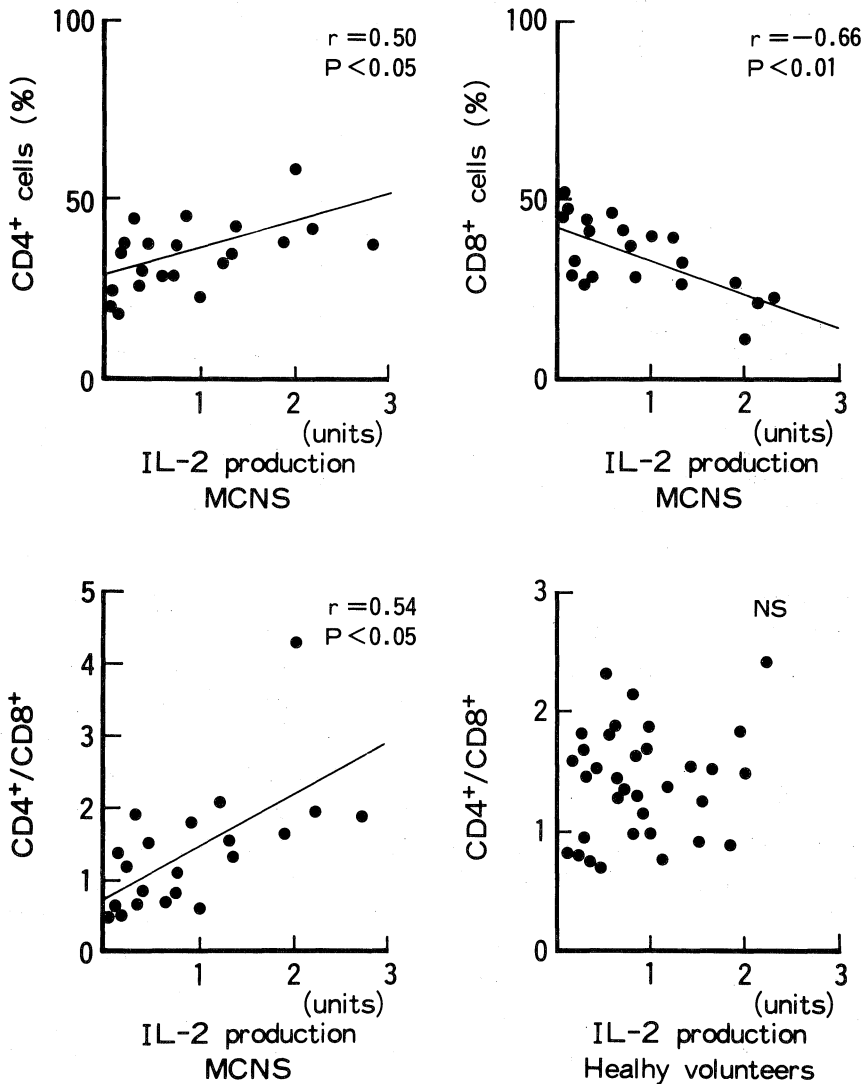 CD4⁺ cells (%)
100
50
0
r=0.50
P<0.05
1 2 3
(units)
IL-2 production
MCNS
CD8⁺ cells (%)
100
50
0
r=−0.66
P<0.01
1 2 3
(units)
IL-2 production
MCNS
CD4⁺/CD8⁺
5
4
3
2
1
0
r=0.54
P<0.05
1 2 3
(units)
IL-2 production
MCNS
CD4⁺/CD8⁺
3
2
1
0
NS
1 2 3
(units)
IL-2 production
Healhy volunteers